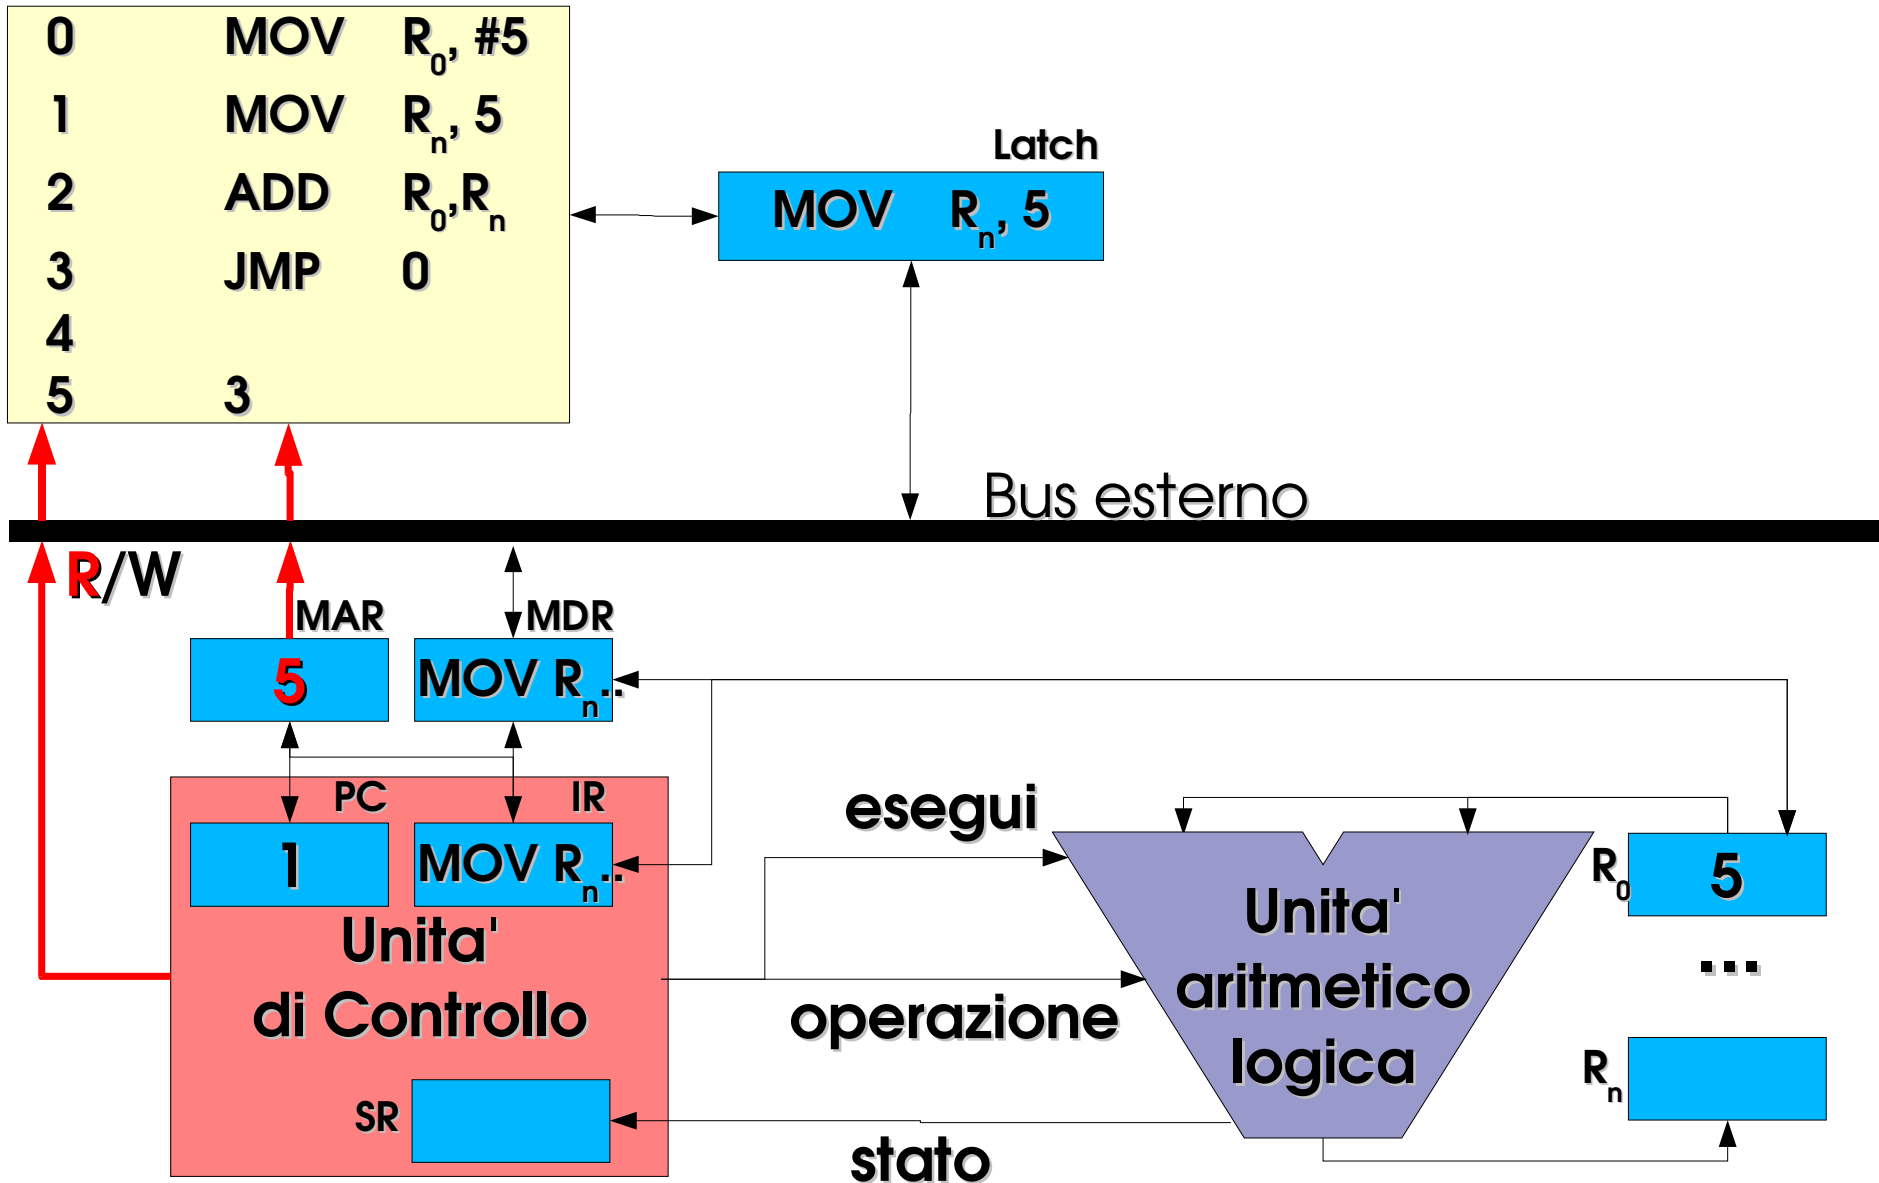 0 MOV R0, #5
1 MOV Rn, 5
2 ADD R0,Rn
3 JMP 0
4
5 3
Latch
MOV Rn, 5
Bus esterno
R/W
MAR
MDR
5
MOV Rn..
PC
IR
1
MOV Rn..
Unita'
di Controllo
SR
esegui
operazione
stato
Unita'
aritmetico
logica
R0
5
...
Rn